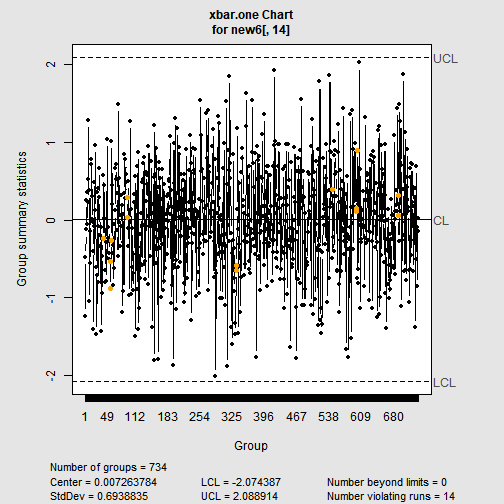 xbar.one Chart
for new6[, 14]
UCL
2
1
0
CL
-1
-2
LCL
Group summary statistics
1 49 112 183 254 325 396 467 538 609 680
Group
Number of groups = 734
Center = 0.007263784 LCL = -2.074387 Number beyond limits = 0
StdDev = 0.6938835 UCL = 2.088914 Number violating runs = 14